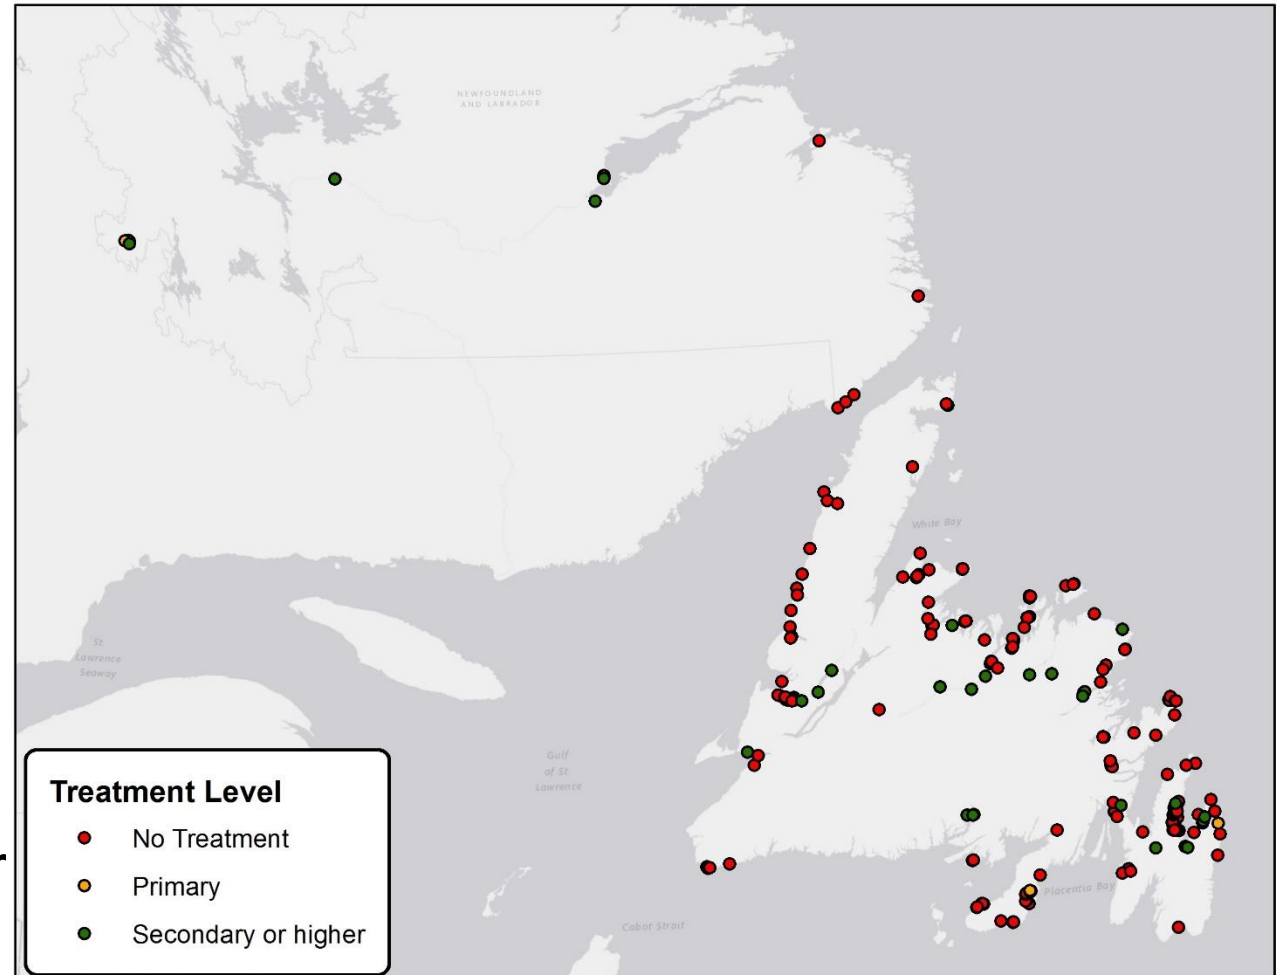 NEWFOUNDLAND
AND LABRADOR
White Bay
St.
Lawrence
Seaway
Gulf
of St.
Lawrence
Placentia Bay
Cabot Strait
Treatment Level
No Treatment
Primary
Secondary or higher